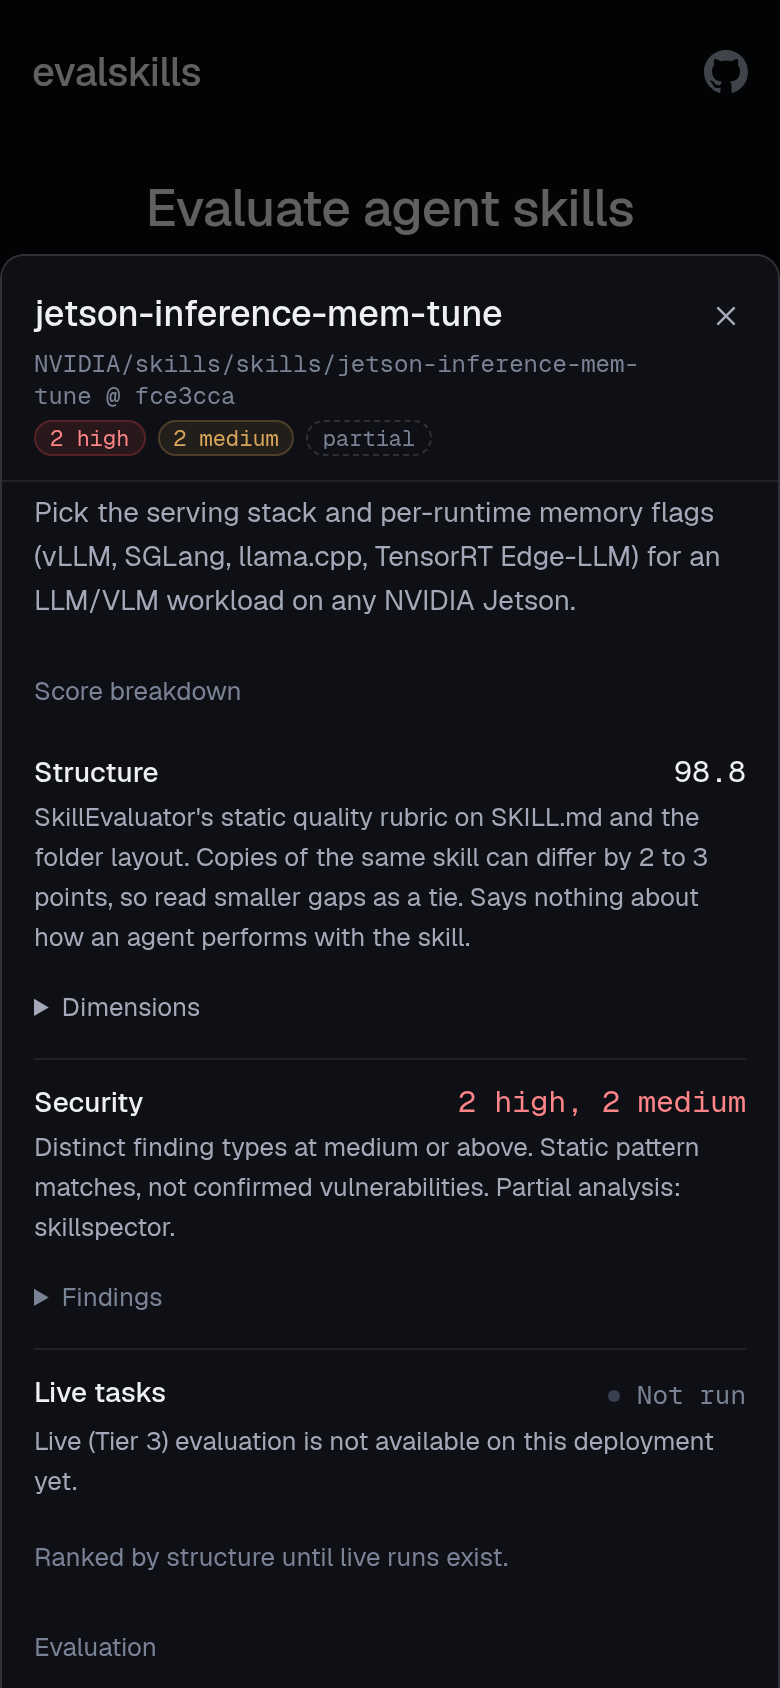 evalskills
Evaluate agent skills
jetson-inference-mem-tune
NVIDIA/skills/skills/jetson-inference-mem-
tune @ fce3cca
2 high 2 medium partial
Pick the serving stack and per-runtime memory flags
(vLLM, SGLang, llama.cpp, TensorRT Edge-LLM) for an
LLM/VLM workload on any NVIDIA Jetson.
Score breakdown
Structure 98.8
SkillEvaluator's static quality rubric on SKILL.md and the
folder layout. Copies of the same skill can differ by 2 to 3
points, so read smaller gaps as a tie. Says nothing about
how an agent performs with the skill.
Dimensions
Security 2 high, 2 medium
Distinct finding types at medium or above. Static pattern
matches, not confirmed vulnerabilities. Partial analysis:
skillspector.
Findings
Live tasks Not run
Live (Tier 3) evaluation is not available on this deployment
yet.
Ranked by structure until live runs exist.
Evaluation